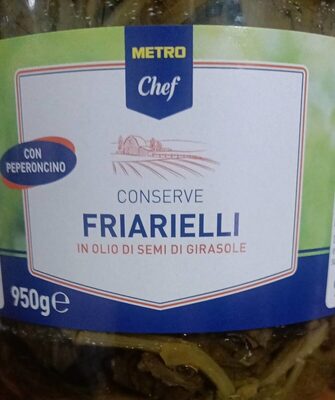 METRO
Chef
CON
PEPERONCINO
CONSERVE
FRIARIELLI
IN OLIO DI SEMI DI GIRASOLE
950g℮